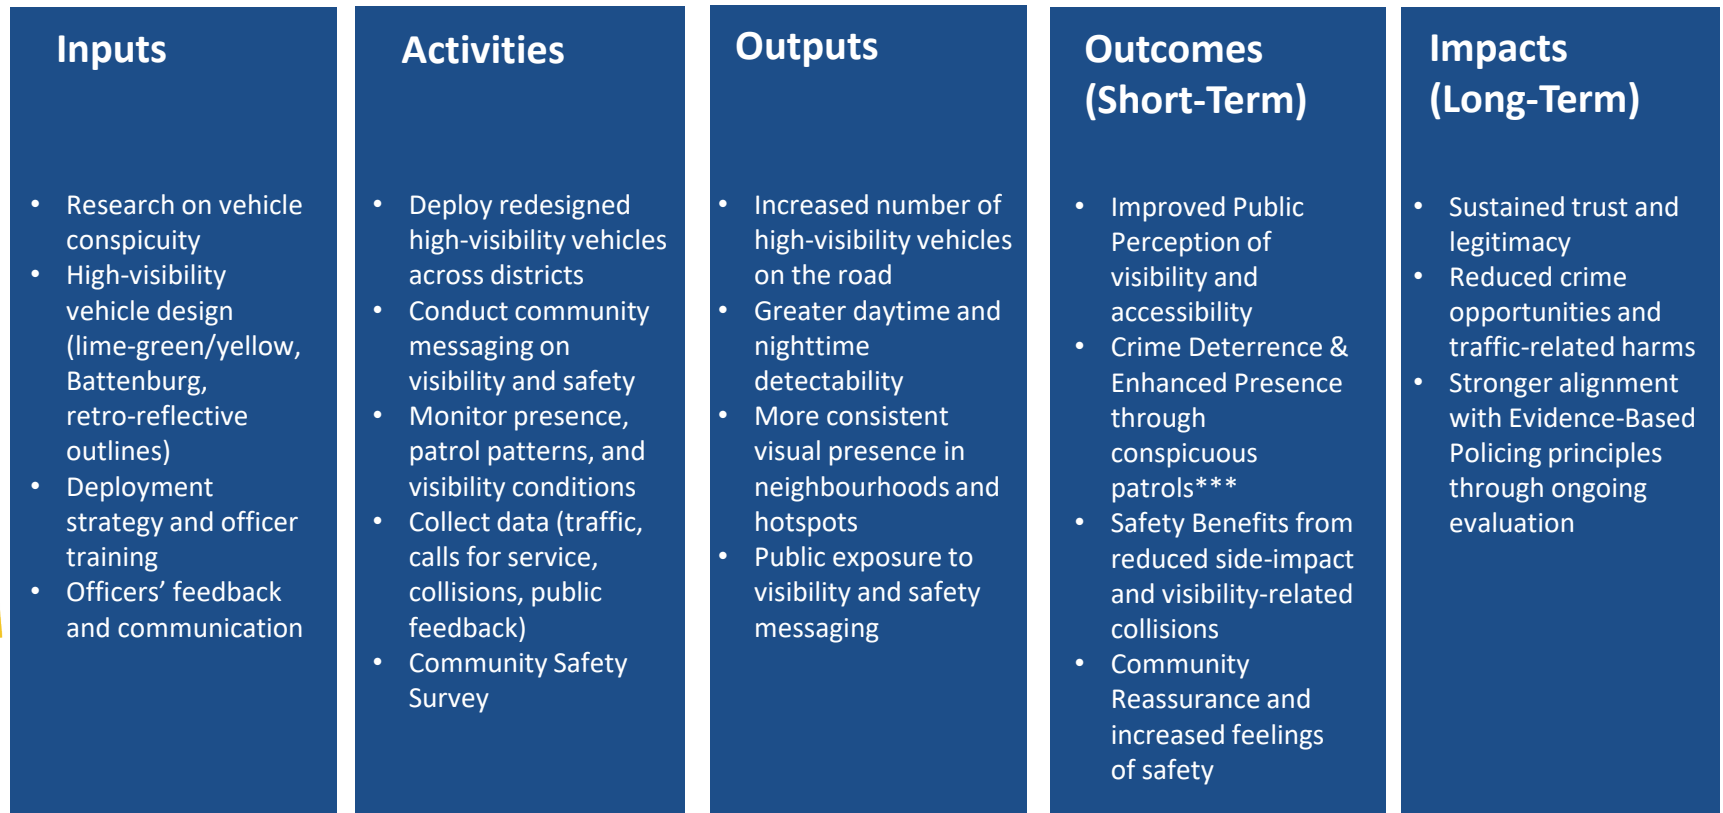 Inputs
• Research on vehicle
conspicuity
• High-visibility
vehicle design
(lime-green/yellow,
Battenburg,
retro-reflective
outlines)
• Deployment
strategy and officer
training
• Officers’ feedback
and communication
Activities
• Deploy redesigned
high-visibility vehicles
across districts
• Conduct community
messaging on
visibility and safety
• Monitor presence,
patrol patterns, and
visibility conditions
• Collect data (traffic,
calls for service,
collisions, public
feedback)
• Community Safety
Survey
Outputs
• Increased number of
high-visibility vehicles
on the road
• Greater daytime and
nighttime
detectability
• More consistent
visual presence in
neighbourhoods and
hotspots
• Public exposure to
visibility and safety
messaging
Outcomes
(Short-Term)
• Improved Public
Perception of
visibility and
accessibility
• Crime Deterrence &
Enhanced Presence
through
conspicuous
patrols***
• Safety Benefits from
reduced side-impact
and visibility-related
collisions
• Community
Reassurance and
increased feelings
of safety
Impacts
(Long-Term)
• Sustained trust and
legitimacy
• Reduced crime
opportunities and
traffic-related harms
• Stronger alignment
with Evidence-Based
Policing principles
through ongoing
evaluation